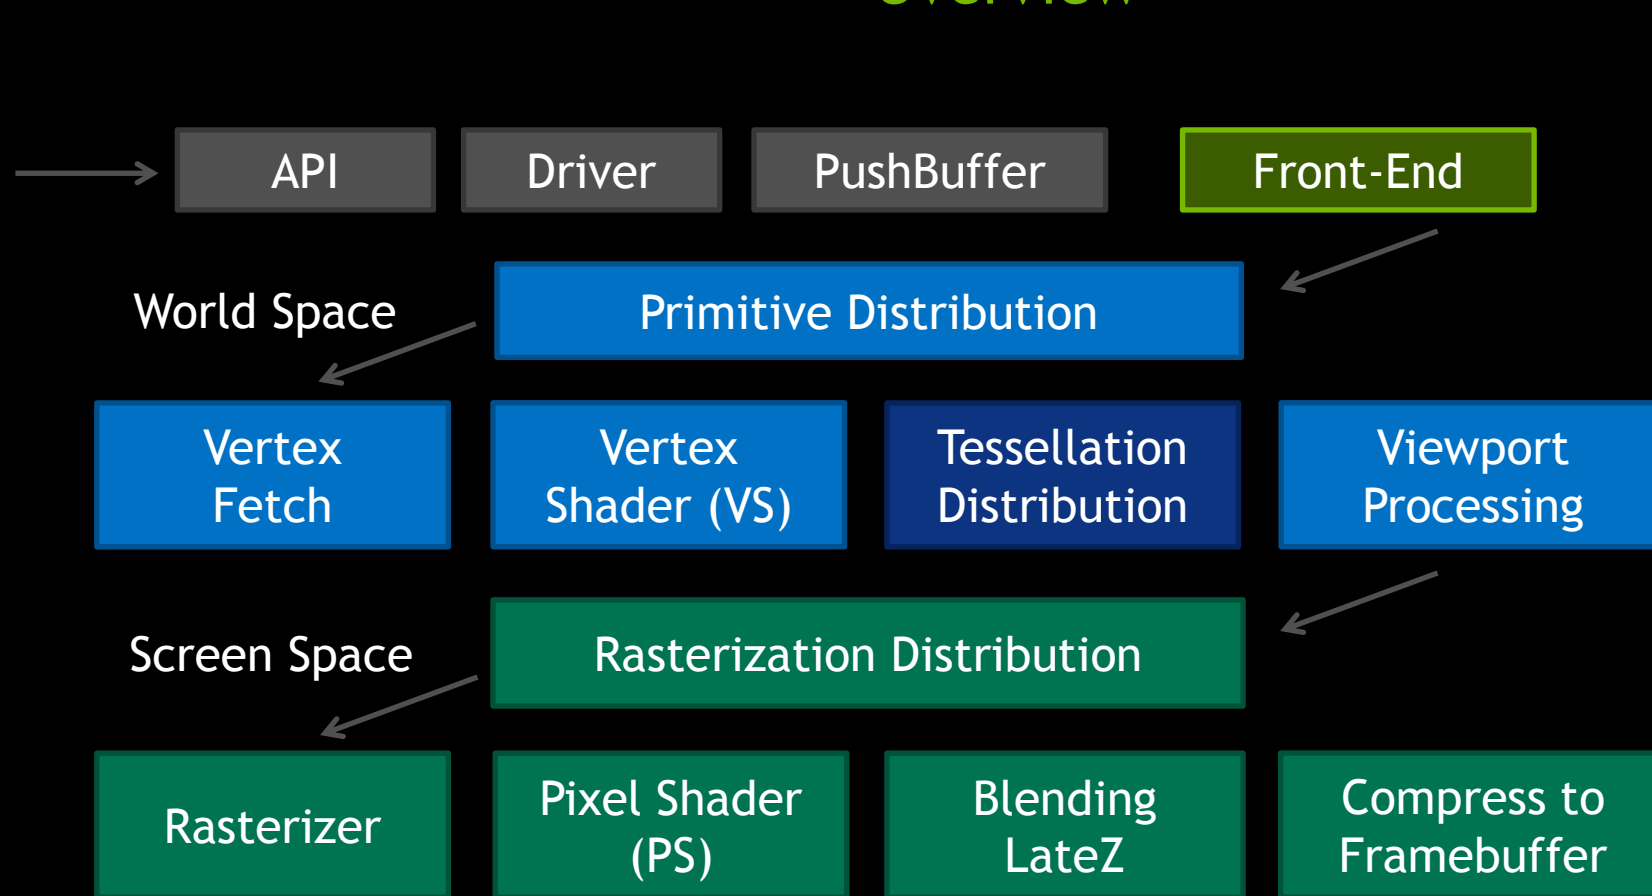 Overview
API
Driver
PushBuffer
Front-End
World Space
Primitive Distribution
Vertex
Fetch
Vertex
Shader (VS)
Tessellation
Distribution
Viewport
Processing
Screen Space
Rasterization Distribution
Rasterizer
Pixel Shader
(PS)
Blending
LateZ
Compress to
Framebuffer